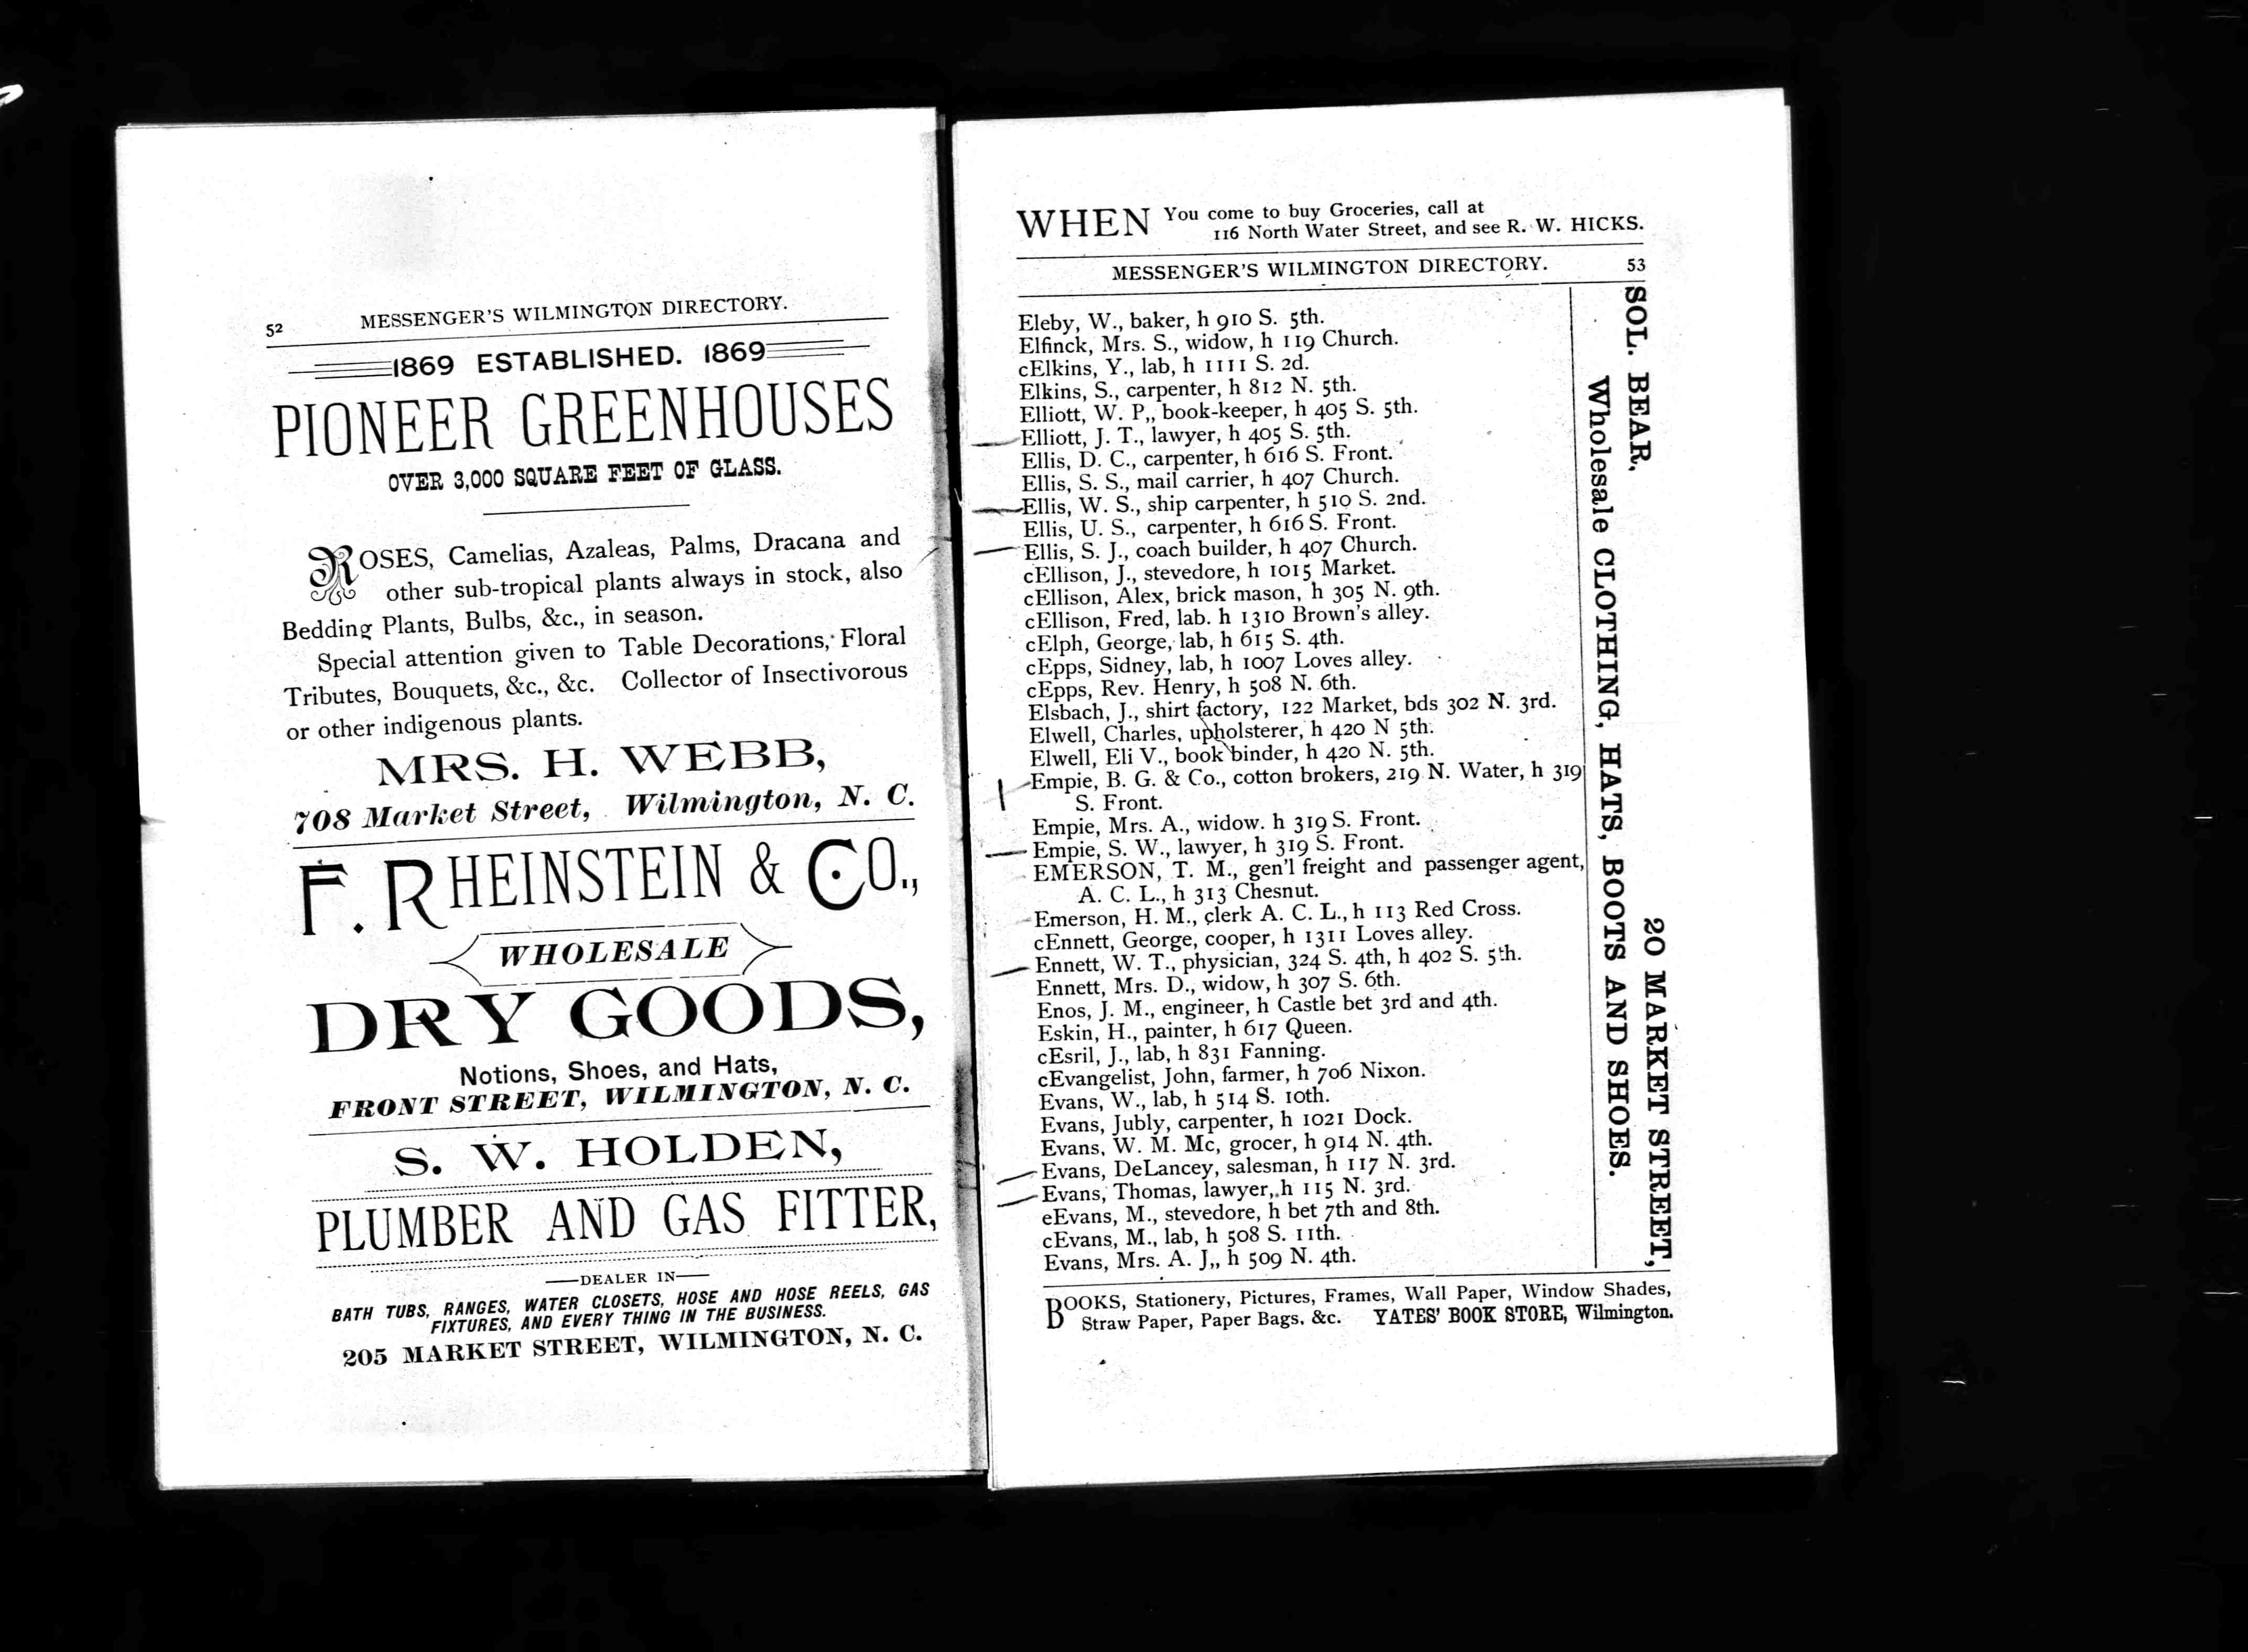 52 MESSENGER'S WILMINGTON DIRECTORY.
1869 ESTABLISHED. 1869
PIONEER GREENHOUSES
OVER 3,000 SQUARE FEET OF GLASS.
ROSES, Camelias, Azaleas, Palms, Dracana and
other sub-tropical plants always in stock, also
Bedding Plants, Bulbs, &c., in season.
Special attention given to Table Decorations, Floral
Tributes, Bouquets, &c., &c. Collector of Insectivorous
or other indigenous plants.
MRS. H. WEBB,
708 Market Street, Wilmington, N. C.
F. RHEINSTEIN & CO.,
WHOLESALE
DRY GOODS,
Notions, Shoes, and Hats,
FRONT STREET, WILMINGTON, N. C.
S. W. HOLDEN,
PLUMBER AND GAS FITTER,
—DEALER IN—
BATH TUBS, RANGES, WATER CLOSETS, HOSE AND HOSE REELS, GAS
FIXTURES, AND EVERY THING IN THE BUSINESS.
205 MARKET STREET, WILMINGTON, N. C.
WHEN You come to buy Groceries, call at
116 North Water Street, and see R. W. HICKS.
MESSENGER'S WILMINGTON DIRECTORY. 53
Eleby, W., baker, h 910 S. 5th.
Elfinck, Mrs. S., widow, h 119 Church.
cElkins, Y., lab, h 1111 S. 2d.
Elkins, S., carpenter, h 812 N. 5th.
Elliott, W. P,, book-keeper, h 405 S. 5th.
Elliott, J. T., lawyer, h 405 S. 5th.
Ellis, D. C., carpenter, h 616 S. Front.
Ellis, S. S., mail carrier, h 407 Church.
Ellis, W. S., ship carpenter, h 510 S. 2nd.
Ellis, U. S., carpenter, h 616 S. Front.
Ellis, S. J., coach builder, h 407 Church.
cEllison, J., stevedore, h 1015 Market.
cEllison, Alex, brick mason, h 305 N. 9th.
cEllison, Fred, lab. h 1310 Brown's alley.
cElph, George, lab, h 615 S. 4th.
cEpps, Sidney, lab, h 1007 Loves alley.
cEpps, Rev. Henry, h 508 N. 6th.
Elsbach, J., shirt factory, 122 Market, bds 302 N. 3rd.
Elwell, Charles, upholsterer, h 420 N 5th.
Elwell, Eli V., book binder, h 420 N. 5th.
Empie, B. G. & Co., cotton brokers, 219 N. Water, h 319
S. Front.
Empie, Mrs. A., widow. h 319 S. Front.
Empie, S. W., lawyer, h 319 S. Front.
EMERSON, T. M., gen'l freight and passenger agent,
A. C. L., h 313 Chesnut.
Emerson, H. M., clerk A. C. L., h 113 Red Cross.
cEnnett, George, cooper, h 1311 Loves alley.
Ennett, W. T., physician, 324 S. 4th, h 402 S. 5th.
Ennett, Mrs. D., widow, h 307 S. 6th.
Enos, J. M., engineer, h Castle bet 3rd and 4th.
Eskin, H., painter, h 617 Queen.
cEsril, J., lab, h 831 Fanning.
cEvangelist, John, farmer, h 706 Nixon.
Evans, W., lab, h 514 S. 10th.
Evans, Jubly, carpenter, h 1021 Dock.
Evans, W. M. Mc, grocer, h 914 N. 4th.
Evans, DeLancey, salesman, h 117 N. 3rd.
Evans, Thomas, lawyer, h 115 N. 3rd.
eEvans, M., stevedore, h bet 7th and 8th.
cEvans, M., lab, h 508 S. 11th.
Evans, Mrs. A. J,, h 509 N. 4th.
SOL. BEAR, 20 MARKET STREET,
Wholesale CLOTHING, HATS, BOOTS AND SHOES.
BOOKS, Stationery, Pictures, Frames, Wall Paper, Window Shades,
Straw Paper, Paper Bags. &c. YATES' BOOK STORE, Wilmington.